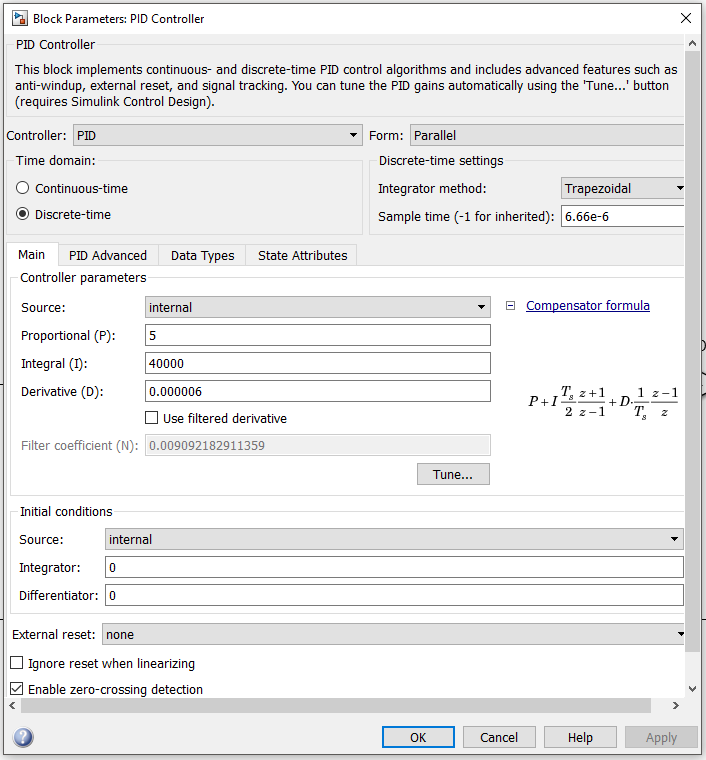 Block Parameters: PID Controller
PID Controller
This block implements continuous- and discrete-time PID control algorithms and includes advanced features such as
anti-windup, external reset, and signal tracking. You can tune the PID gains automatically using the 'Tune...' button
(requires Simulink Control Design).
Controller: PID Form: Parallel
Time domain:
Continuous-time
Discrete-time
Discrete-time settings
Integrator method: Trapezoidal
Sample time (-1 for inherited): 6.66e-6
Main PID Advanced Data Types State Attributes
Controller parameters
Source: internal
Compensator formula
Proportional (P): 5
Integral (I): 40000
Derivative (D): 0.000006
P + I T_s/2 z+1/z−1 + D· 1/T_s z−1/z
Use filtered derivative
Filter coefficient (N): 0.009092182911359
Tune...
Initial conditions
Source: internal
Integrator: 0
Differentiator: 0
External reset: none
Ignore reset when linearizing
Enable zero-crossing detection
? OK Cancel Help Apply